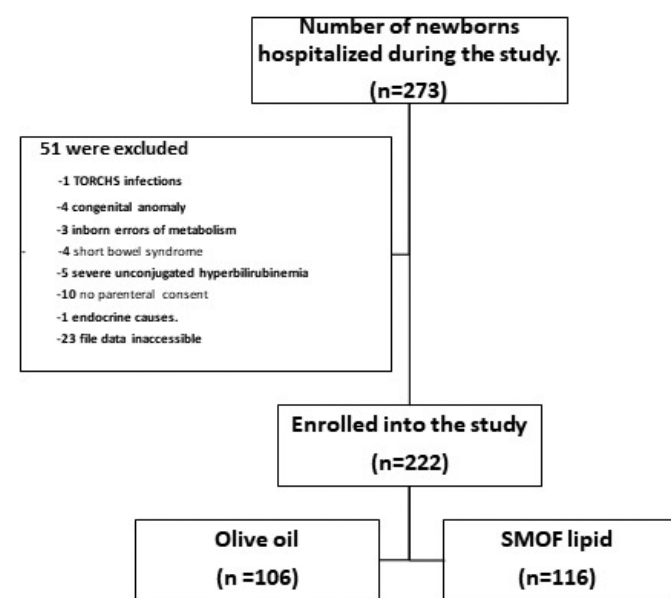 Number of newborns
hospitalized during the study.
(n=273)
51 were excluded
-1 TORCHS infections
-4 congenital anomaly
-3 inborn errors of metabolism
-4 short bowel syndrome
-5 severe unconjugated hyperbilirubinemia
-10 no parenteral consent
-1 endocrine causes.
-23 file data inaccessible
Enrolled into the study
(n=222)
Olive oil
(n =106)
SMOF lipid
(n=116)